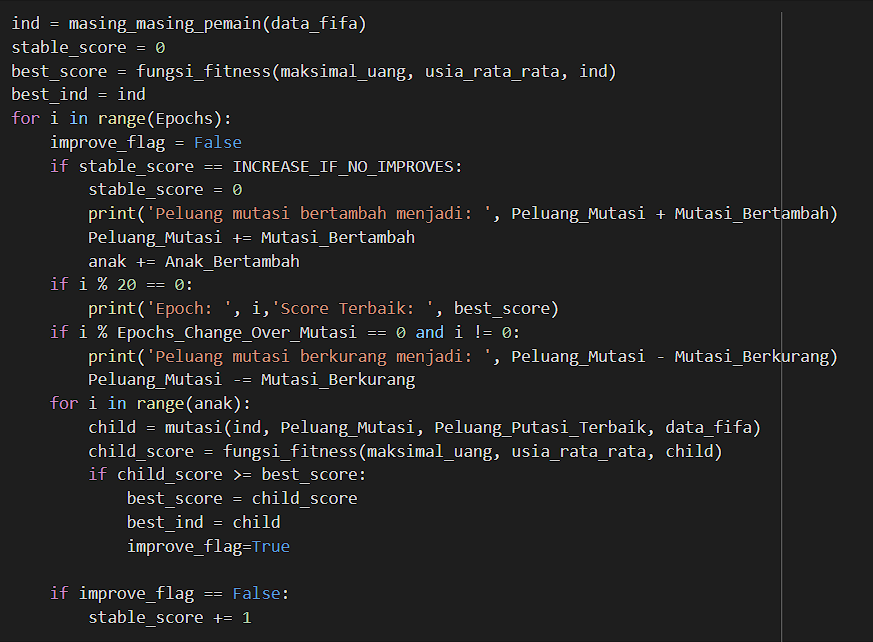 ind = masing_masing_pemain(data_fifa)
stable_score = 0
best_score = fungsi_fitness(maksimal_uang, usia_rata_rata, ind)
best_ind = ind
for i in range(Epochs):
    improve_flag = False
    if stable_score == INCREASE_IF_NO_IMPROVES:
        stable_score = 0
        print('Peluang mutasi bertambah menjadi: ', Peluang_Mutasi + Mutasi_Bertambah)
        Peluang_Mutasi += Mutasi_Bertambah
        anak += Anak_Bertambah
    if i % 20 == 0:
        print('Epoch: ', i,'Score Terbaik: ', best_score)
    if i % Epochs_Change_Over_Mutasi == 0 and i != 0:
        print('Peluang mutasi berkurang menjadi: ', Peluang_Mutasi - Mutasi_Berkurang)
        Peluang_Mutasi -= Mutasi_Berkurang
    for i in range(anak):
        child = mutasi(ind, Peluang_Mutasi, Peluang_Putasi_Terbaik, data_fifa)
        child_score = fungsi_fitness(maksimal_uang, usia_rata_rata, child)
        if child_score >= best_score:
            best_score = child_score
            best_ind = child
            improve_flag=True
    if improve_flag == False:
        stable_score += 1